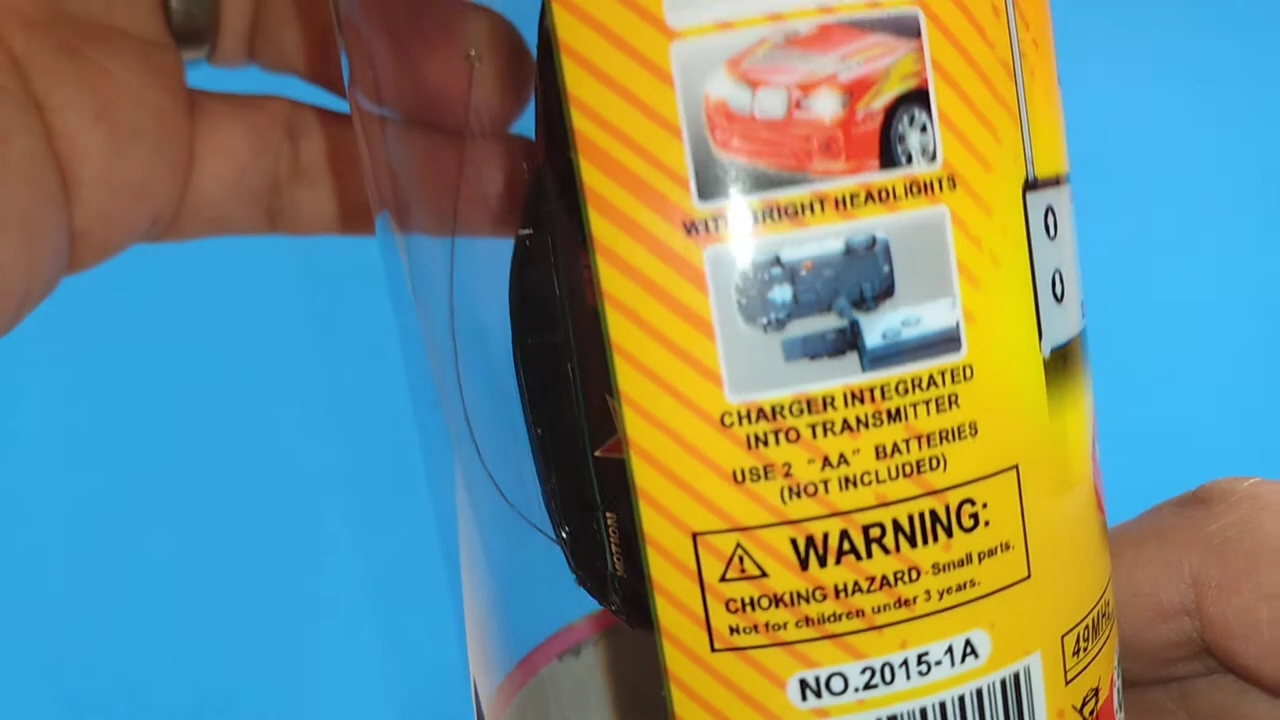 WITH BRIGHT HEADLIGHTS
CHARGER INTEGRATED
INTO TRANSMITTER
USE 2 "AA" BATTERIES
(NOT INCLUDED)
WARNING:
CHOKING HAZARD-Small parts.
Not for children under 3 years.
NO.2015-1A
49MHz
MOTION